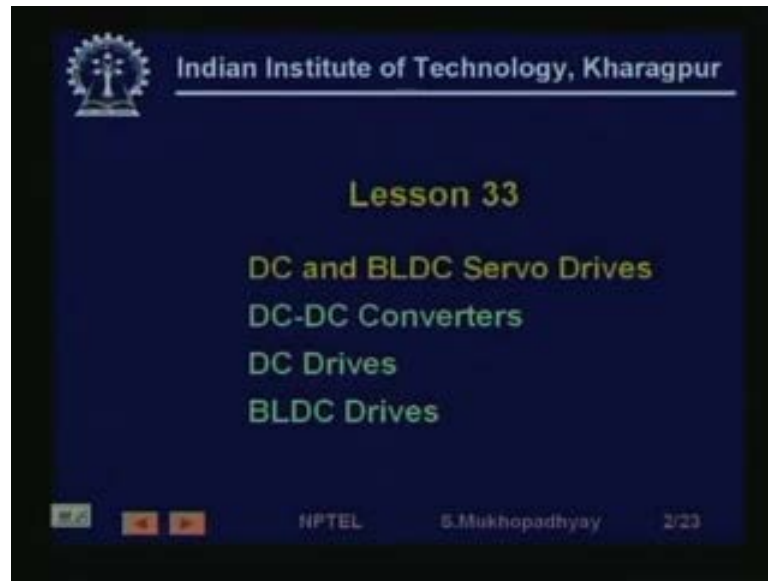 Indian Institute of Technology, Kharagpur
Lesson 33
DC and BLDC Servo Drives
DC-DC Converters
DC Drives
BLDC Drives
NPTEL S.Mukhopadhyay 2/23